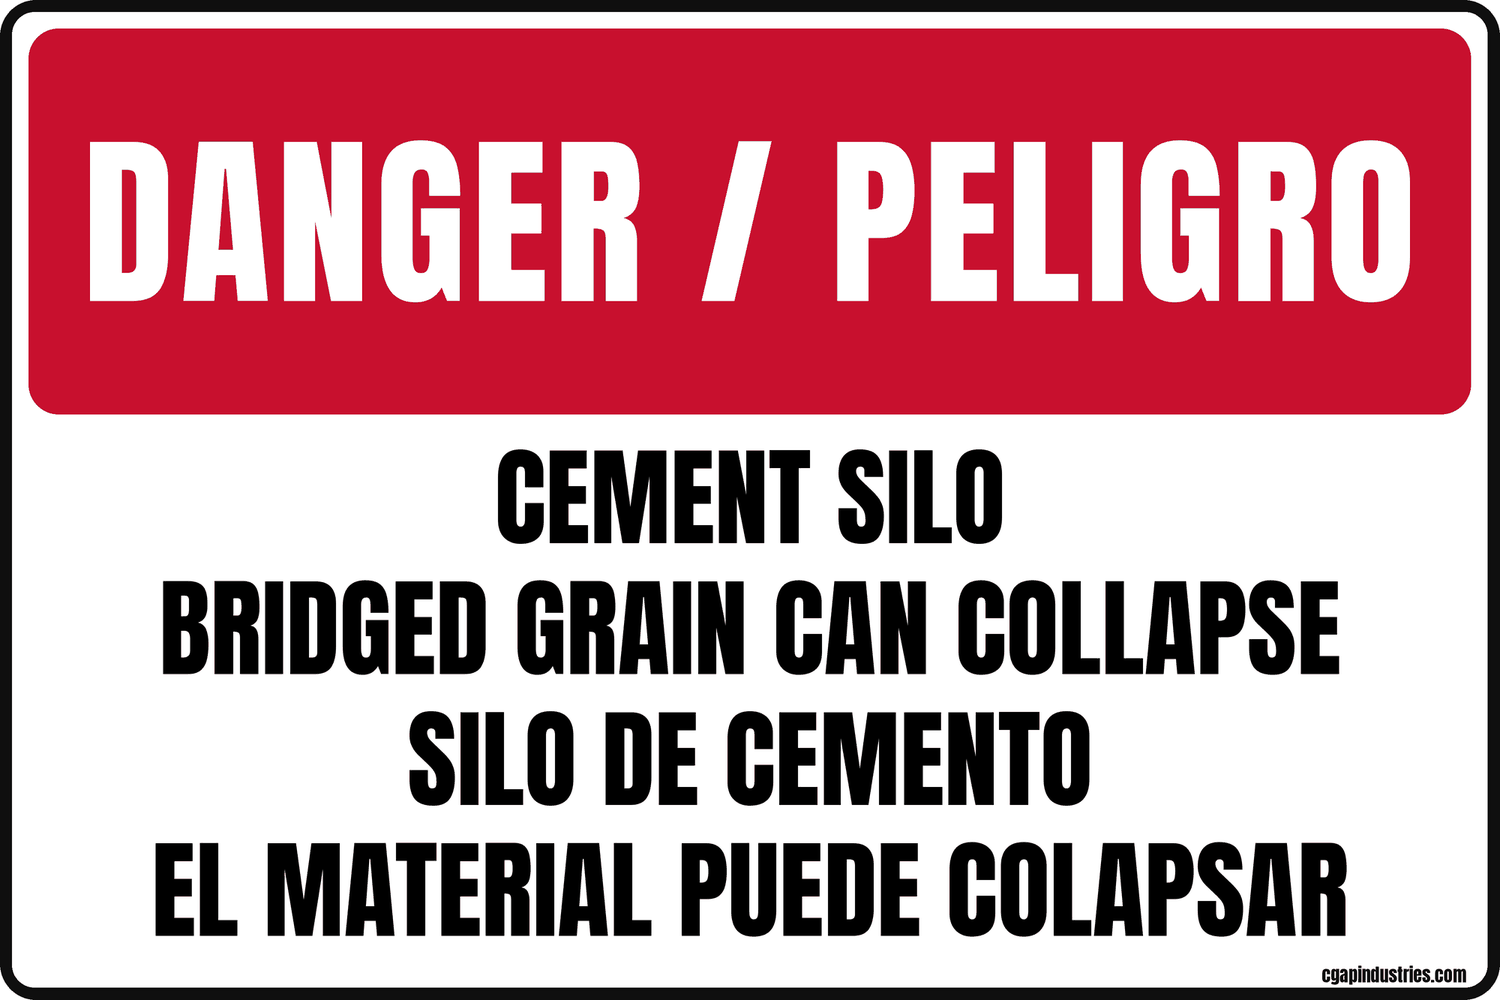 DANGER / PELIGRO
CEMENT SILO
BRIDGED GRAIN CAN COLLAPSE
SILO DE CEMENTO
EL MATERIAL PUEDE COLAPSAR
cgapindustries.com